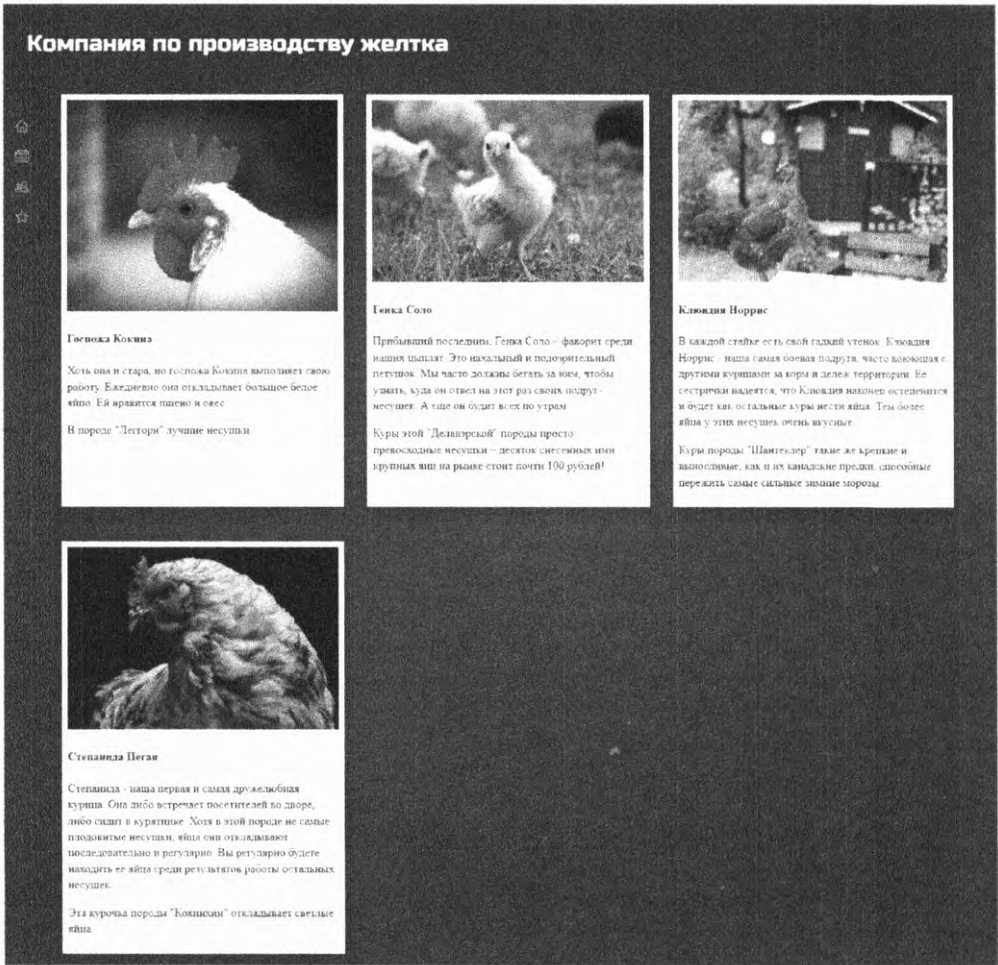 Компания по производству желтка
Госпожа Кокина
Хоть она и стара, но госпожа Кокина выполняет свою
работу. Ежедневно она откладывает большое белое
яйцо. Ей нравится пшено и овес
В породе "Леггорн" лучшие несушки
Генка Соло
Прибывший последним, Генка Соло – фаворит среди
наших цыплят. Это нахальный и подозрительный
петушок. Мы часто должны бегать за ним, чтобы
узнать, куда он отвел на этот раз своих подруг-
несушек. А еще он будит всех по утрам
Куры этой "Делавэрской" породы просто
превосходные несушки – десяток снесенных ими
крупных яиц на рынке стоит почти 100 рублей!
Клювдия Норрис
В каждой стайке есть свой гадкий утенок. Клювдия
Норрис - наша самая боевая подруга, часто воюющая с
другими курицами за корм и дележ территории. Ее
сестрички надеятся, что Клювдия наконец остепенится
и будет как остальные куры нести яйца. Тем более
яйца у этих несушек очень вкусные.
Куры породы "Шантеклер" такие же крепкие и
выносливые, как и их канадские предки, способные
пережить самые сильные зимние морозы.
Степанида Пегая
Степанида - наша первая и самая дружелюбная
курица. Она либо встречает посетителей во дворе,
либо сидит в курятнике. Хотя в этой породе не самые
плодовитые несушки, яйца они откладывают
последовательно и регулярно. Вы регулярно будете
находить ее яйца среди результатов работы остальных
несушек.
Эта курочка породы "Кохинхин" откладывает светлые
яйца